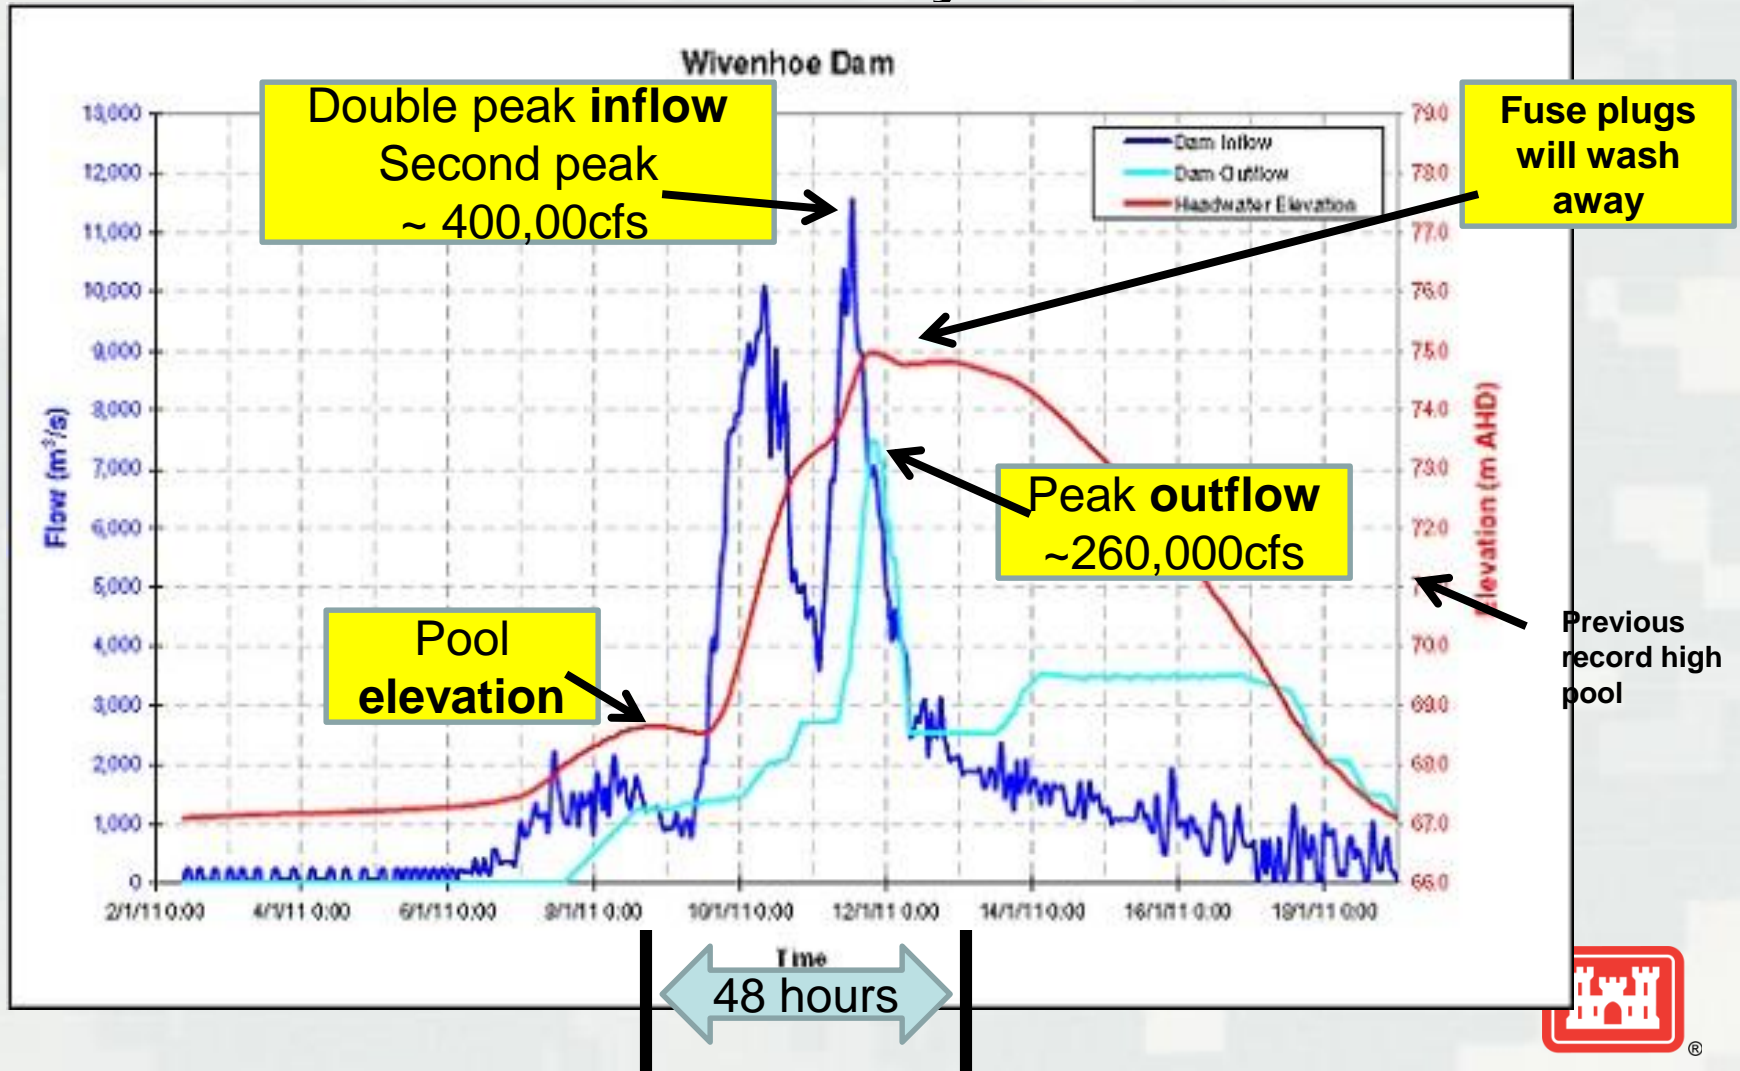 Wivenhoe Dam
Double peak inflow
Second peak
~ 400,00cfs
Fuse plugs
will wash
away
Dam Inflow
Dam Outflow
Headwater Elevation
13,000
12,000
11,000
10,000
9,000
8,000
7,000
6,000
5,000
4,000
3,000
2,000
1,000
0
Flow (m³/s)
79.0
78.0
77.0
76.0
75.0
74.0
73.0
72.0
70.0
69.0
68.0
67.0
66.0
Elevation (m AHD)
Peak outflow
~260,000cfs
Pool
elevation
Previous
record high
pool
2/1/11 0:00
4/1/11 0:00
6/1/11 0:00
8/1/11 0:00
10/1/11 0:00
12/1/11 0:00
14/1/11 0:00
16/1/11 0:00
18/1/11 0:00
Time
48 hours
®